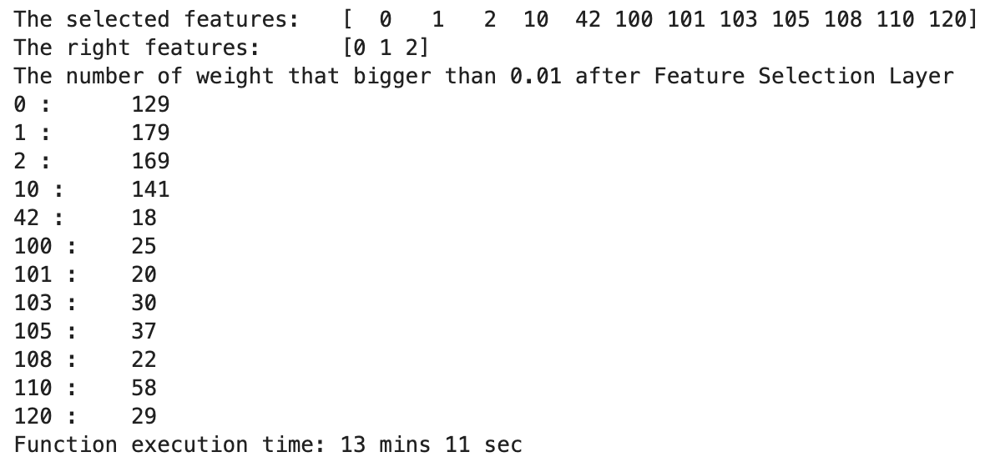 The selected features:   [  0   1   2  10  42 100 101 103 105 108 110 120]
The right features:      [0 1 2]
The number of weight that bigger than 0.01 after Feature Selection Layer
0 :      129
1 :      179
2 :      169
10 :     141
42 :     18
100 :    25
101 :    20
103 :    30
105 :    37
108 :    22
110 :    58
120 :    29
Function execution time: 13 mins 11 sec